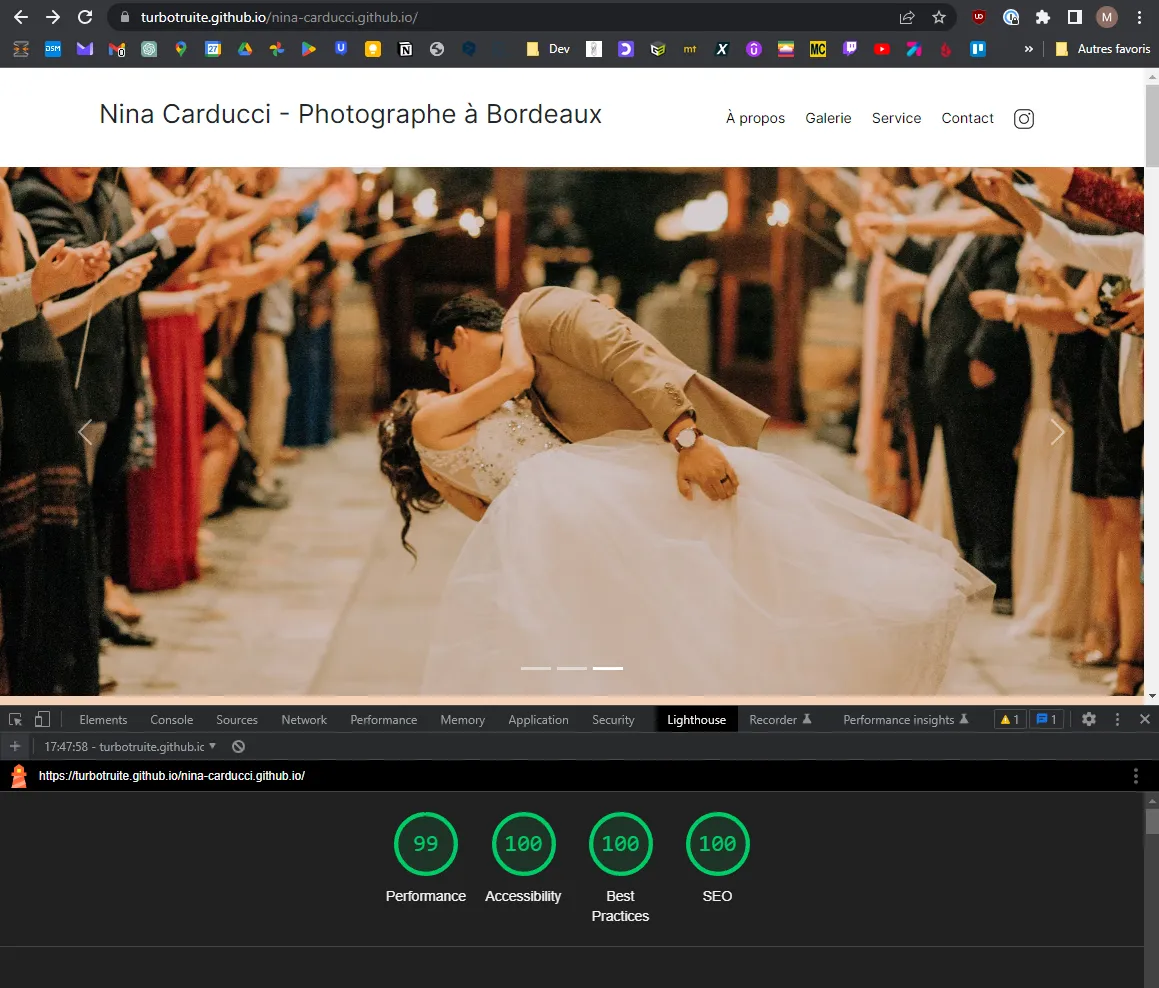 turbotruite.github.io/nina-carducci.github.io/
M
DSM
0
27
U
N
Dev
mt
X
MC
»
Autres favoris
Nina Carducci - Photographe à Bordeaux
À propos Galerie Service Contact
Elements Console Sources Network Performance Memory Application Security Lighthouse Recorder Performance insights 1 1
17:47:58 - turbotruite.github.ic
https://turbotruite.github.io/nina-carducci.github.io/
99 100 100 100
Performance Accessibility Best Practices SEO